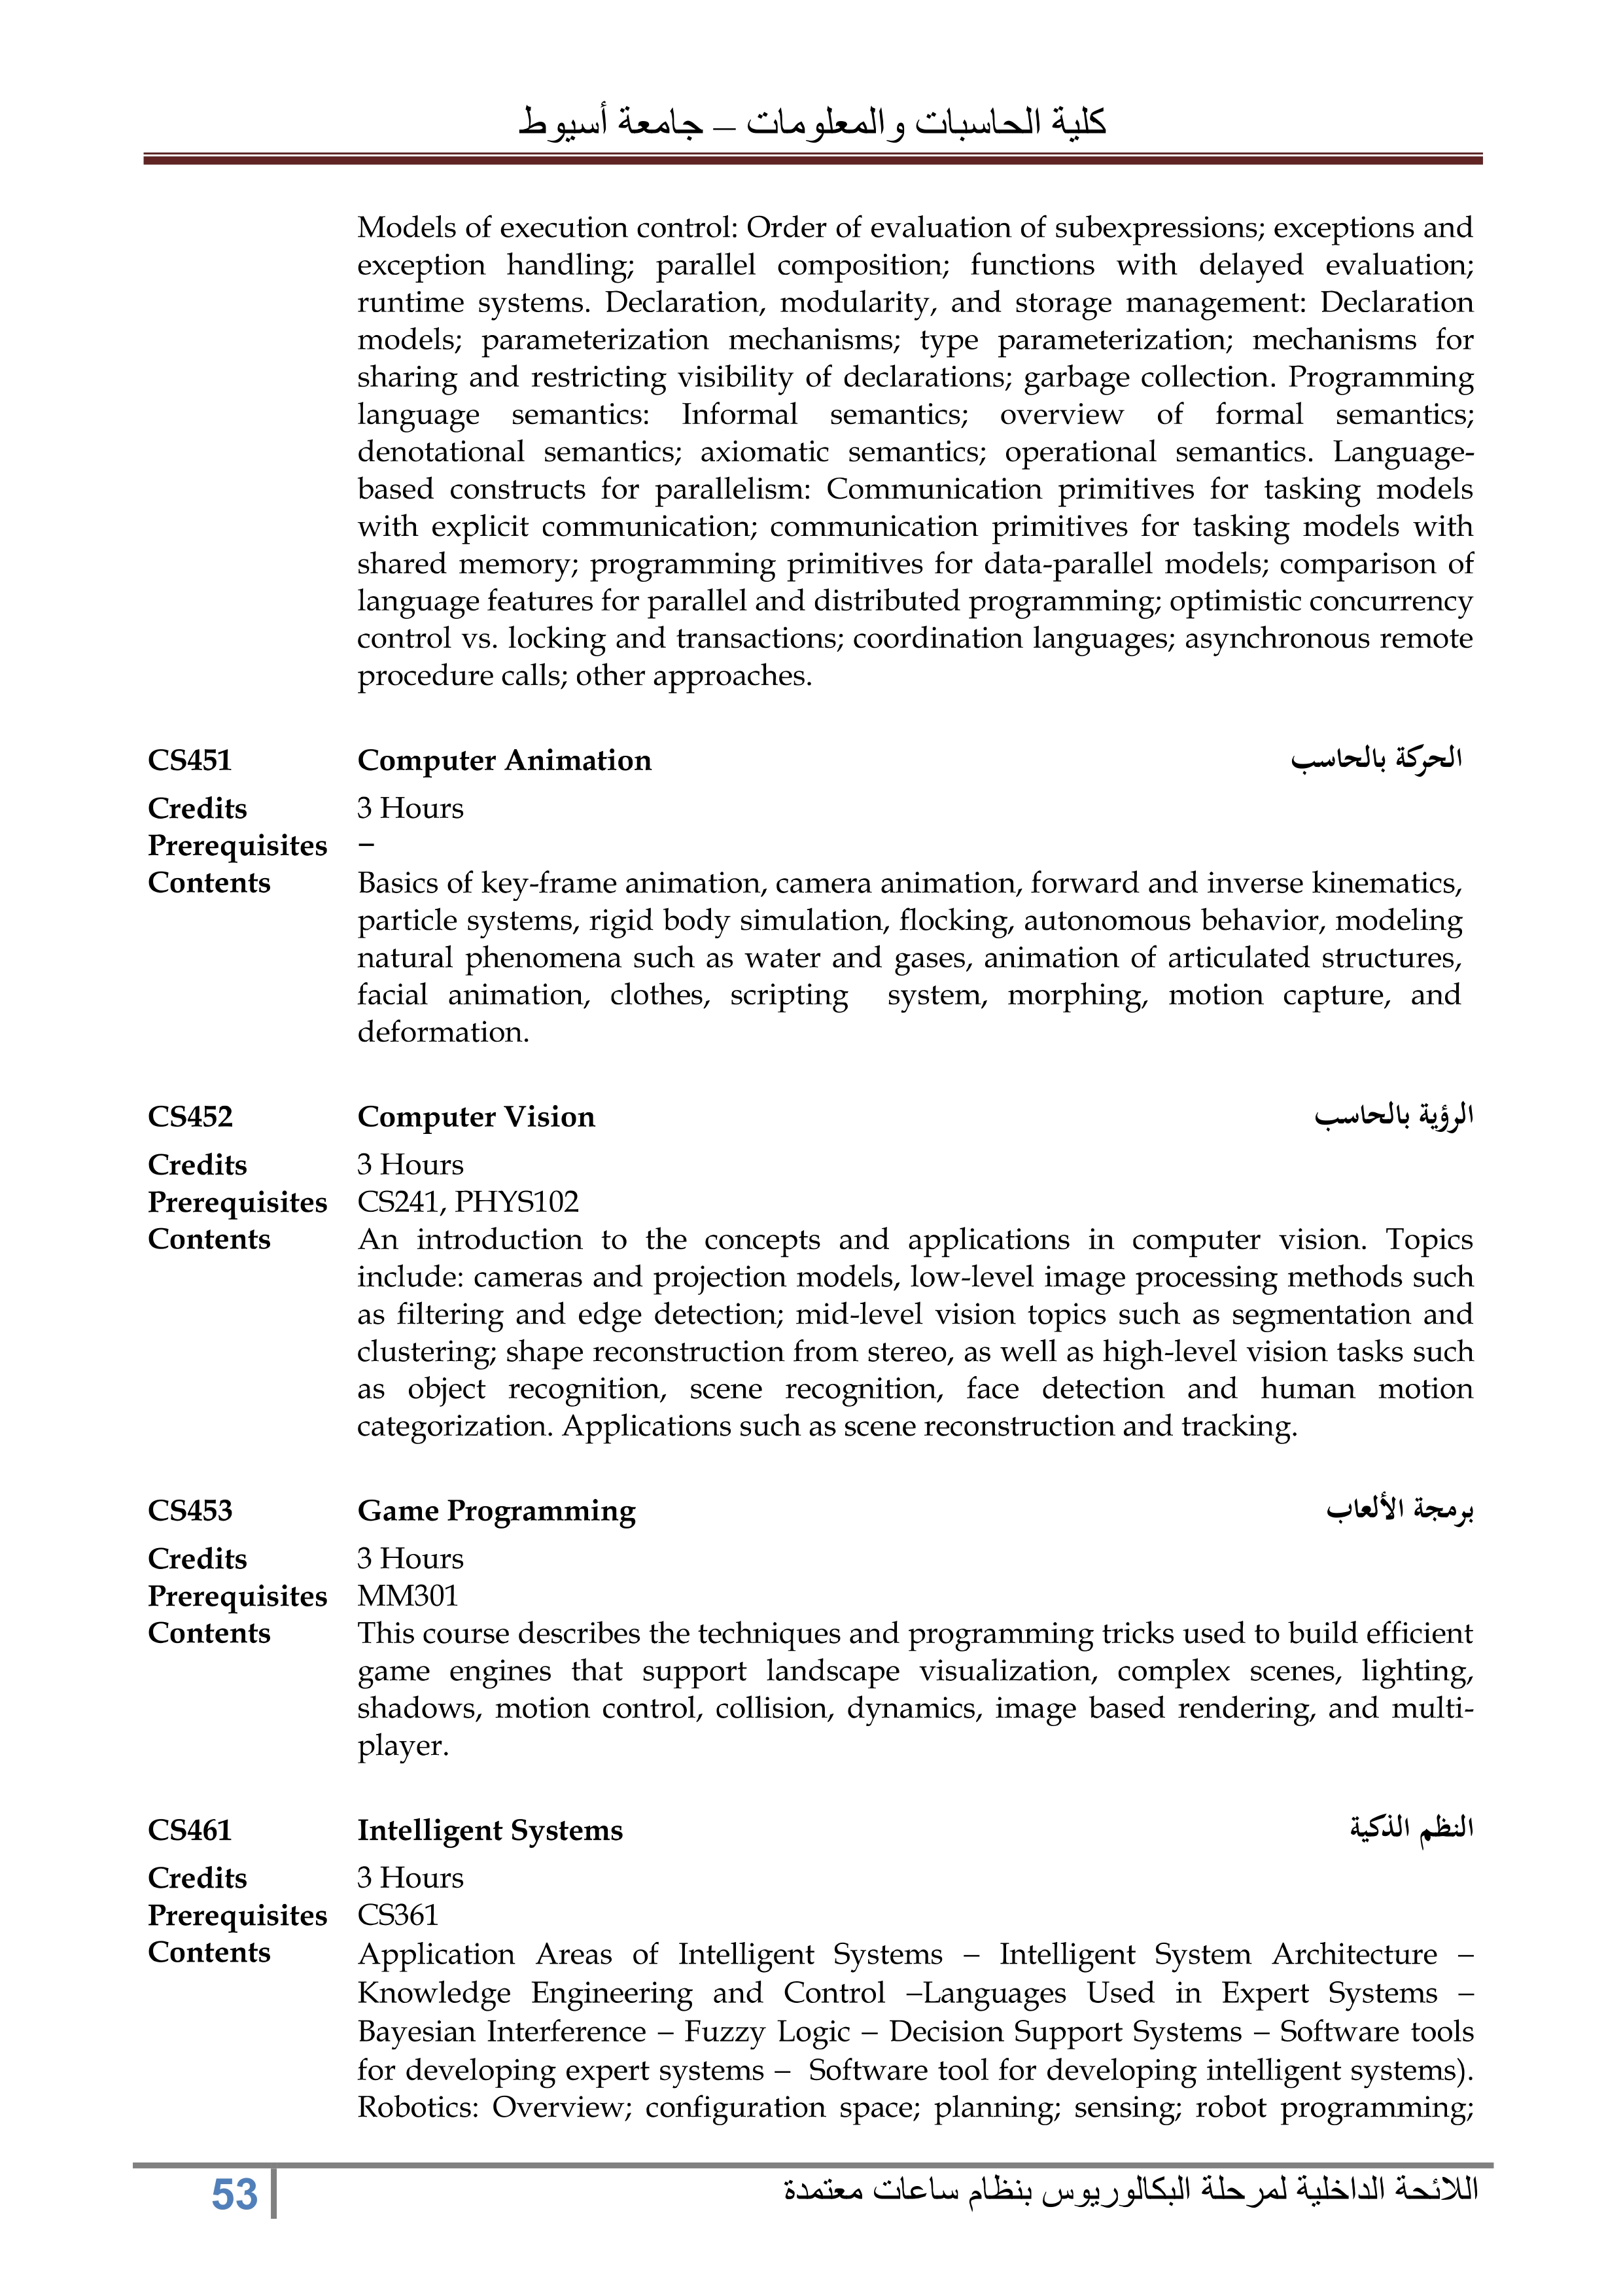 كلية الحاسبات والمعلومات – جامعة أسيوط
Models of execution control: Order of evaluation of subexpressions; exceptions and
exception handling; parallel composition; functions with delayed evaluation;
runtime systems. Declaration, modularity, and storage management: Declaration
models; parameterization mechanisms; type parameterization; mechanisms for
sharing and restricting visibility of declarations; garbage collection. Programming
language semantics: Informal semantics; overview of formal semantics;
denotational semantics; axiomatic semantics; operational semantics. Language-
based constructs for parallelism: Communication primitives for tasking models
with explicit communication; communication primitives for tasking models with
shared memory; programming primitives for data-parallel models; comparison of
language features for parallel and distributed programming; optimistic concurrency
control vs. locking and transactions; coordination languages; asynchronous remote
procedure calls; other approaches.
CS451 Computer Animation الحركة بالحاسب
Credits 3 Hours
Prerequisites –
Contents Basics of key-frame animation, camera animation, forward and inverse kinematics,
particle systems, rigid body simulation, flocking, autonomous behavior, modeling
natural phenomena such as water and gases, animation of articulated structures,
facial animation, clothes, scripting system, morphing, motion capture, and
deformation.
CS452 Computer Vision الرؤية بالحاسب
Credits 3 Hours
Prerequisites CS241, PHYS102
Contents An introduction to the concepts and applications in computer vision. Topics
include: cameras and projection models, low-level image processing methods such
as filtering and edge detection; mid-level vision topics such as segmentation and
clustering; shape reconstruction from stereo, as well as high-level vision tasks such
as object recognition, scene recognition, face detection and human motion
categorization. Applications such as scene reconstruction and tracking.
CS453 Game Programming برمجة الألعاب
Credits 3 Hours
Prerequisites MM301
Contents This course describes the techniques and programming tricks used to build efficient
game engines that support landscape visualization, complex scenes, lighting,
shadows, motion control, collision, dynamics, image based rendering, and multi-
player.
CS461 Intelligent Systems النظم الذكية
Credits 3 Hours
Prerequisites CS361
Contents Application Areas of Intelligent Systems – Intelligent System Architecture –
Knowledge Engineering and Control –Languages Used in Expert Systems –
Bayesian Interference – Fuzzy Logic – Decision Support Systems – Software tools
for developing expert systems – Software tool for developing intelligent systems).
Robotics: Overview; configuration space; planning; sensing; robot programming;
53 اللائحة الداخلية لمرحلة البكالوريوس بنظام ساعات معتمدة